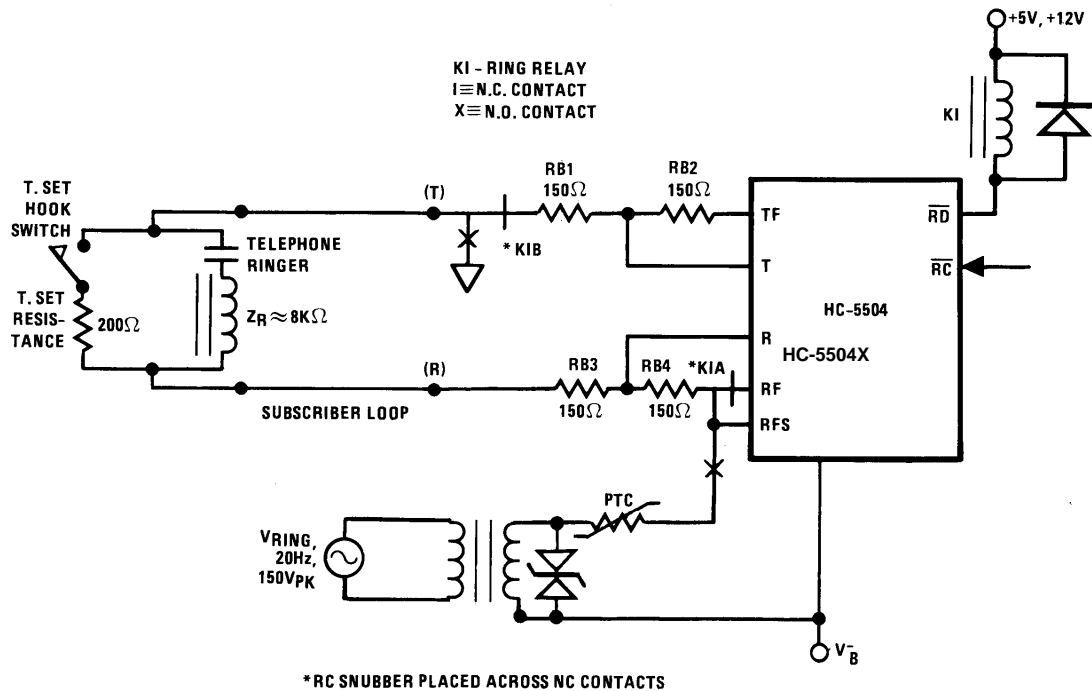 +5V, +12V
KI - RING RELAY
I≡N.C. CONTACT
X≡N.O. CONTACT
KI
T. SET
HOOK
SWITCH
(T)
RB1
150Ω
RB2
150Ω
TF
RD
TELEPHONE
RINGER
* KIB
T
RC
T. SET
RESIS-
TANCE
200Ω
ZR≈8KΩ
HC-5504
R
HC-5504X
(R)
RB3
RB4
*KIA
RF
SUBSCRIBER LOOP
150Ω
150Ω
RFS
PTC
VRING,
20Hz,
150VPK
V-B
*RC SNUBBER PLACED ACROSS NC CONTACTS